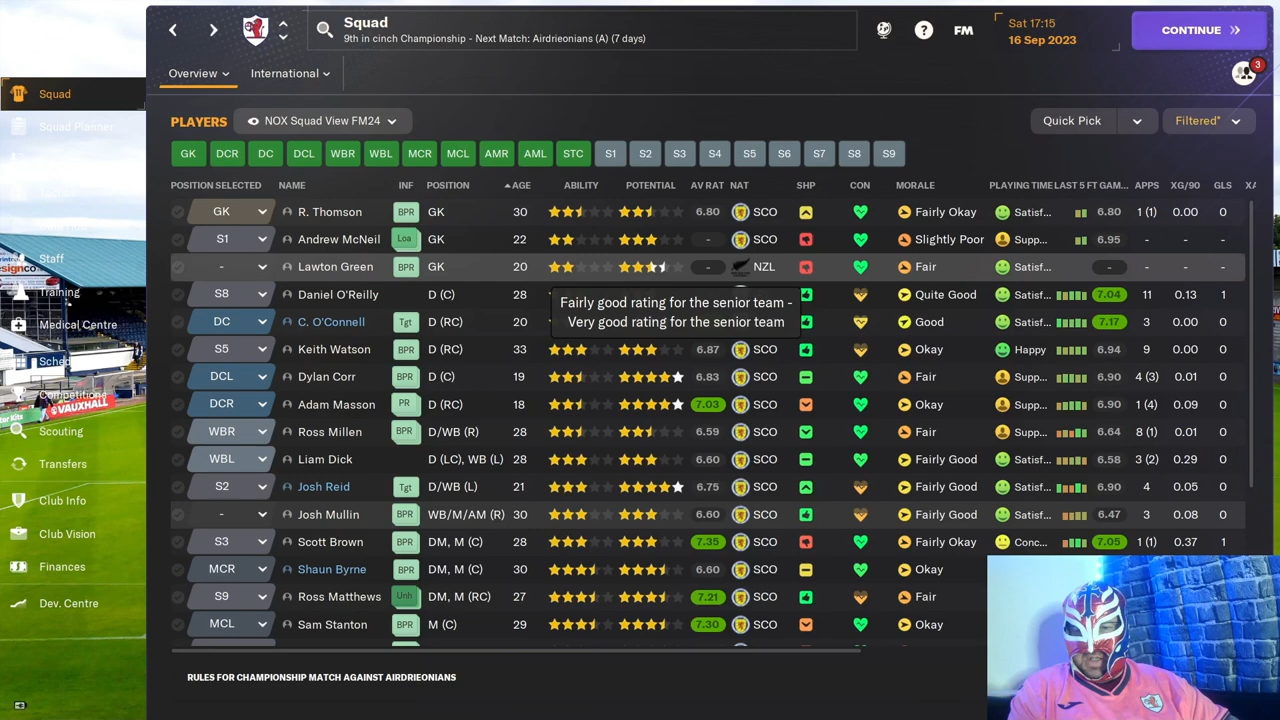 Squad
9th in cinch Championship - Next Match: Airdrieonians (A) (7 days)
FM
Sat 17:15
16 Sep 2023
CONTINUE
3
Overview
International
Squad
Squad Planner
Staff
Training
Medical Centre
Sched
Competitions
VAUXHALL
Scouting
Transfers
Club Info
Club Vision
Finances
Dev. Centre
PLAYERS
NOX Squad View FM24
Quick Pick
Filtered*
GK DCR DC DCL WBR WBL MCR MCL AMR AML STC S1 S2 S3 S4 S5 S6 S7 S8 S9
POSITION SELECTED NAME INF POSITION AGE ABILITY POTENTIAL AV RAT NAT SHP CON MORALE PLAYING TIME LAST 5 FT GAM... APPS XG/90 GLS XA
GK R. Thomson BPR GK 30 6.80 SCO Fairly Okay Satisf... 6.80 1 (1) 0.00 0
S1 Andrew McNeil Loa GK 22 - SCO Slightly Poor Supp... 6.95 - - -
- Lawton Green BPR GK 20 - NZL Fair Satisf... - - - -
S8 Daniel O'Reilly D (C) 28 Quite Good Satisf... 7.04 11 0.13 1
Fairly good rating for the senior team -
Very good rating for the senior team
DC C. O'Connell Tgt D (RC) 20 Good Satisf... 7.17 3 0.00 0
S5 Keith Watson BPR D (RC) 33 6.87 SCO Okay Happy 6.94 9 0.00 0
DCL Dylan Corr BPR D (C) 19 6.83 SCO Fair Supp... 6.90 4 (3) 0.01 0
DCR Adam Masson PR D (RC) 18 7.03 SCO Okay Supp... 6.90 1 (4) 0.09 0
WBR Ross Millen BPR D/WB (R) 28 6.59 SCO Fair Supp... 6.64 8 (1) 0.01 0
WBL Liam Dick D (LC), WB (L) 28 6.60 SCO Fairly Good Satisf... 6.58 3 (2) 0.29 0
S2 Josh Reid Tgt D/WB (L) 21 6.75 SCO Fairly Good Satisf... 6.90 4 0.05 0
- Josh Mullin BPR WB/M/AM (R) 30 6.60 SCO Fairly Good Satisf... 6.47 3 0.08 0
S3 Scott Brown BPR DM, M (C) 28 7.35 SCO Fairly Okay Conc... 7.05 1 (1) 0.37 1
MCR Shaun Byrne BPR DM, M (C) 30 6.60 SCO Okay
S9 Ross Matthews Unh DM, M (RC) 27 7.21 SCO Fair
MCL Sam Stanton BPR M (C) 29 7.30 SCO Okay
RULES FOR CHAMPIONSHIP MATCH AGAINST AIRDRIEONIANS